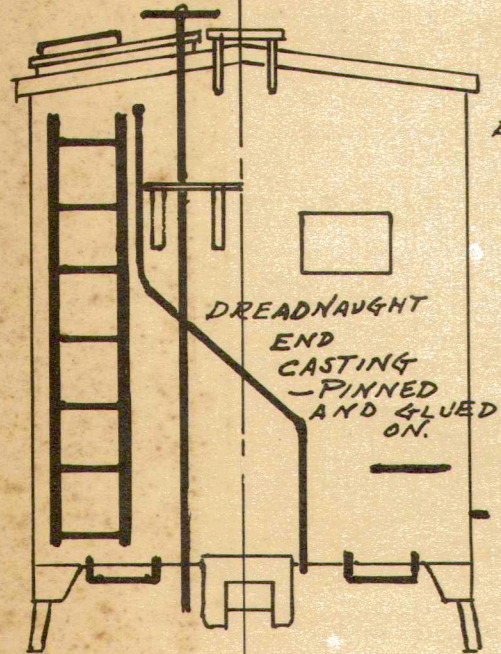 DREADNAUGHT
END
CASTING
—PINNED
AND GLUED
ON.